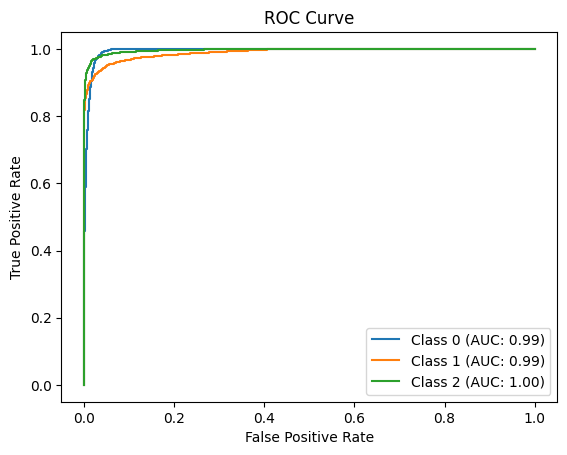 ROC Curve
True Positive Rate
1.0
0.8
0.6
0.4
0.2
0.0
Class 0 (AUC: 0.99)
Class 1 (AUC: 0.99)
Class 2 (AUC: 1.00)
0.0 0.2 0.4 0.6 0.8 1.0
False Positive Rate